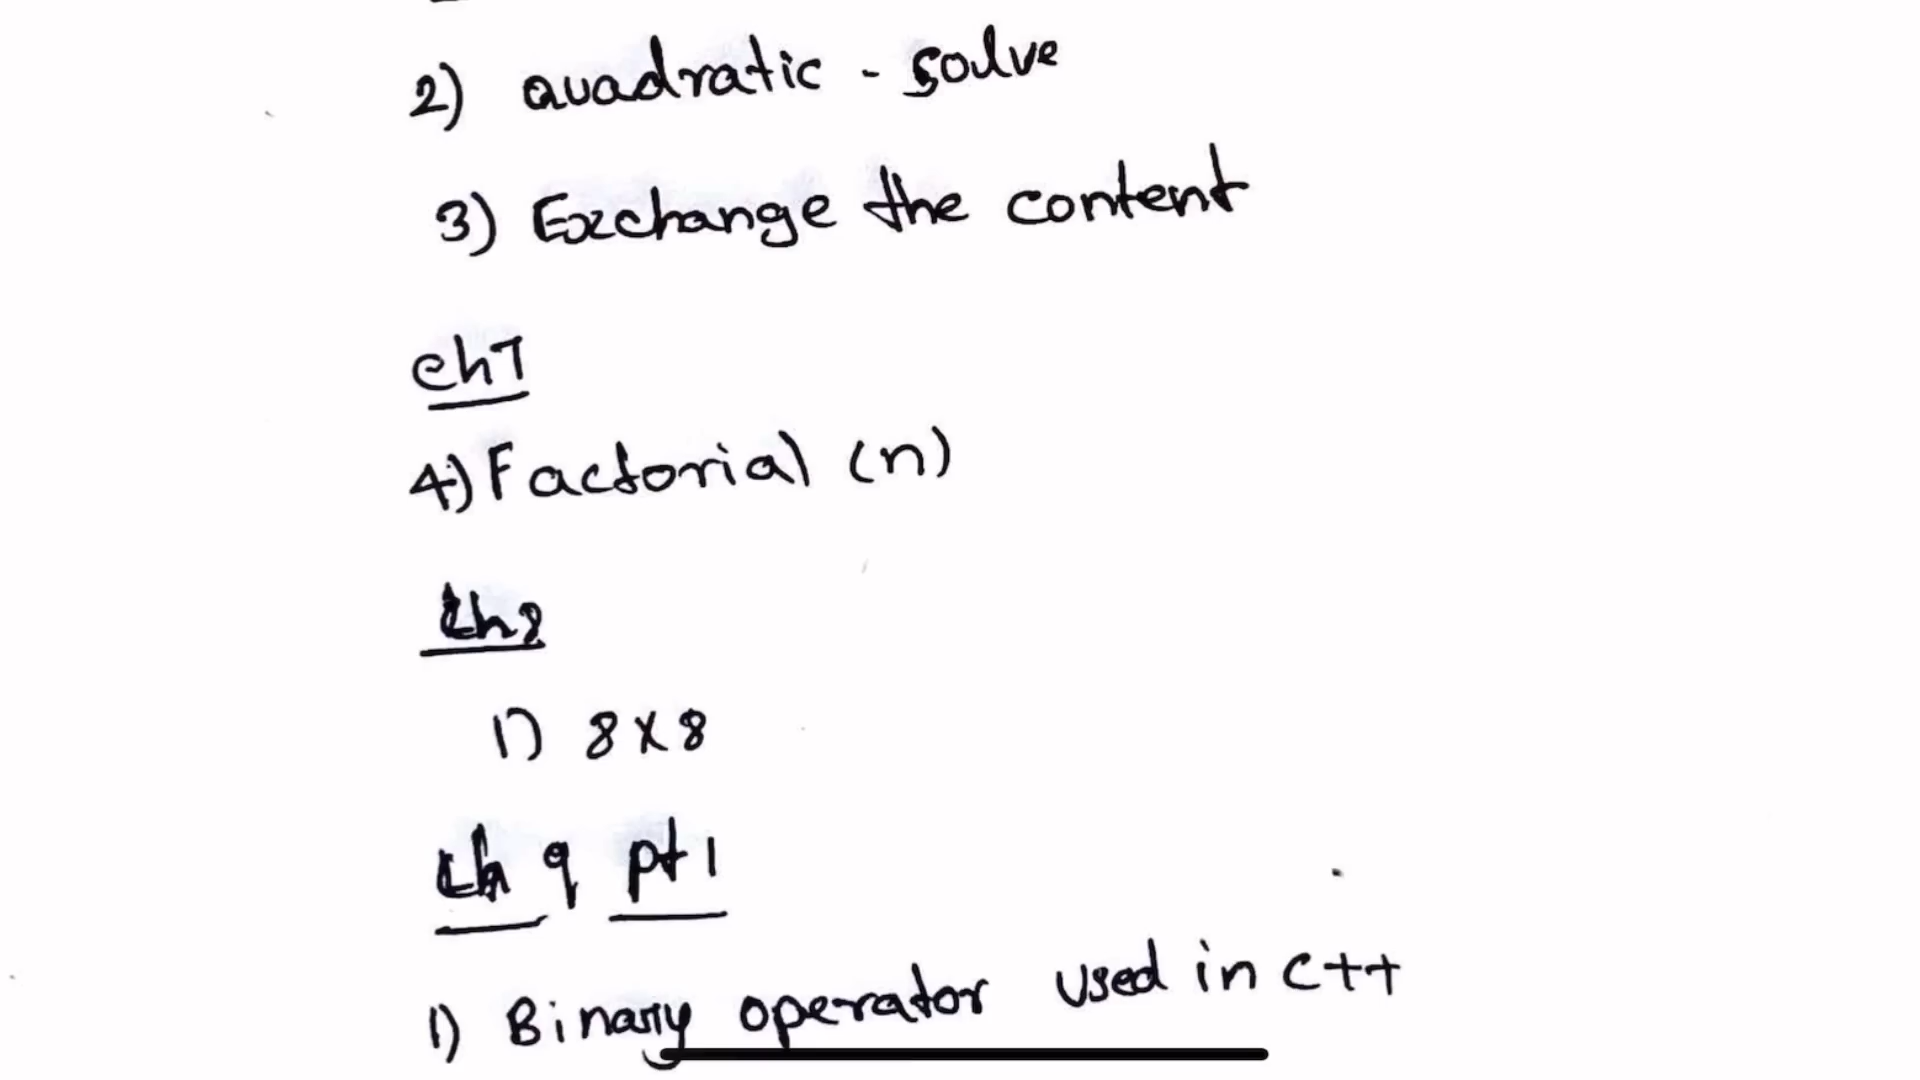 2) quadratic - solve
3) Exchange the content
ch7
4) Factorial (n)
ch8
1) 8x8
ch 9 pt 1
1) Binary operator used in C++